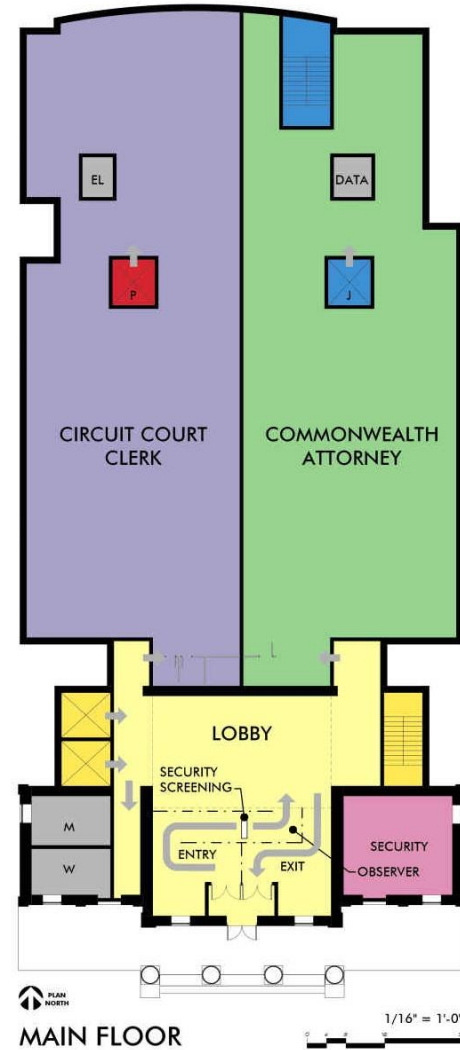 EL
DATA
P
J
CIRCUIT COURT
CLERK
COMMONWEALTH
ATTORNEY
LOBBY
SECURITY
SCREENING
M
W
ENTRY
EXIT
SECURITY
OBSERVER
PLAN
NORTH
MAIN FLOOR
1/16" = 1'-0"